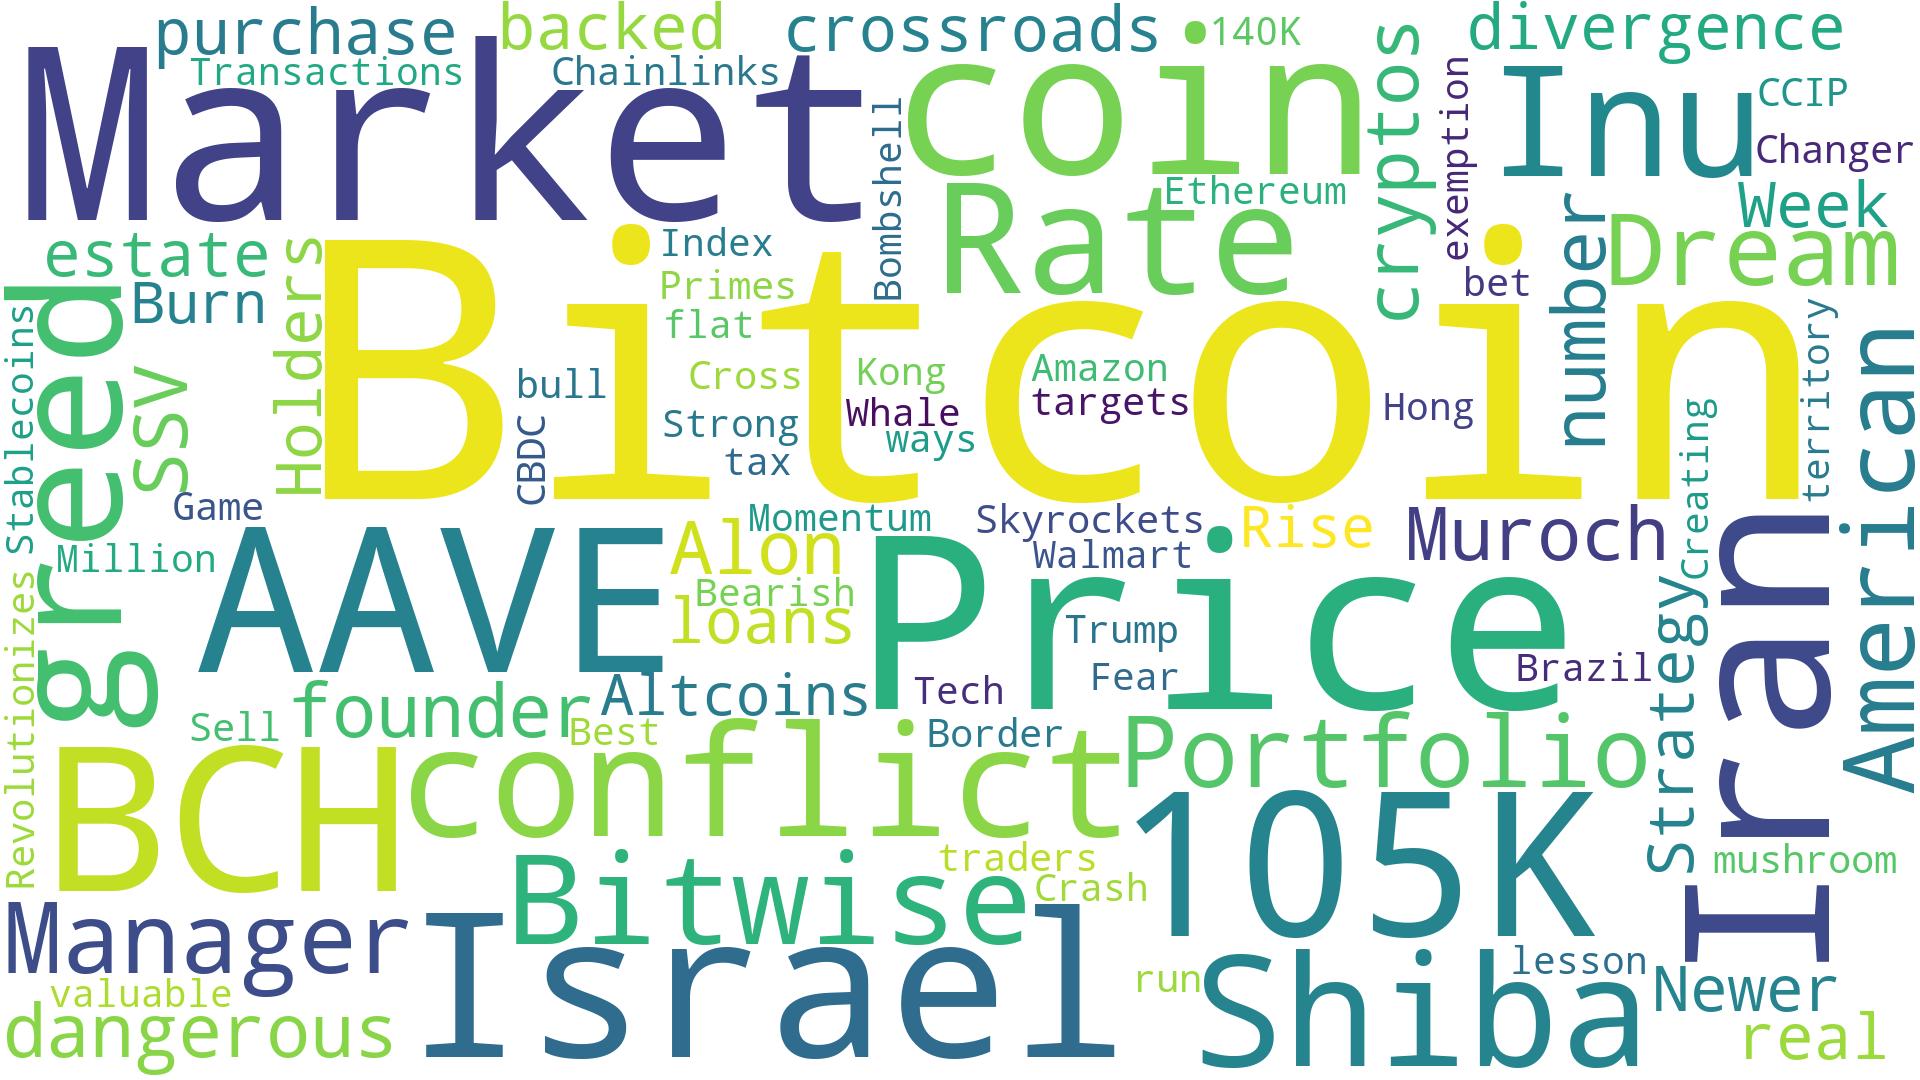 purchase
backed
crossroads
140K
divergence
Transactions
Chainlinks
Market
coin
cryptos
exemption
Inu
CCIP
Changer
Bombshell
Rate
Ethereum
Week
estate
Holders
Index
number
Dream
Burn
Primes
bet
flat
Bitcoin
territory
greed
Stablecoins
SSV
bull
Cross
Kong
Amazon
targets
Hong
American
CBDC
Strong
Whale
ways
tax
Creating
Game
Momentum
Skyrockets
Rise
Muroch
Million
AAVE
Alon
Walmart
Price
Iran
Revolutionizes
Bearish
loans
Trump
Strategy
Fear
Brazil
Sell
founder
Altcoins
Tech
Best
Border
Portfolio
BCH
conflict
105K
Bitwise
traders
mushroom
Crash
Manager
Israel
valuable
run
Shiba
lesson
Newer
dangerous
real